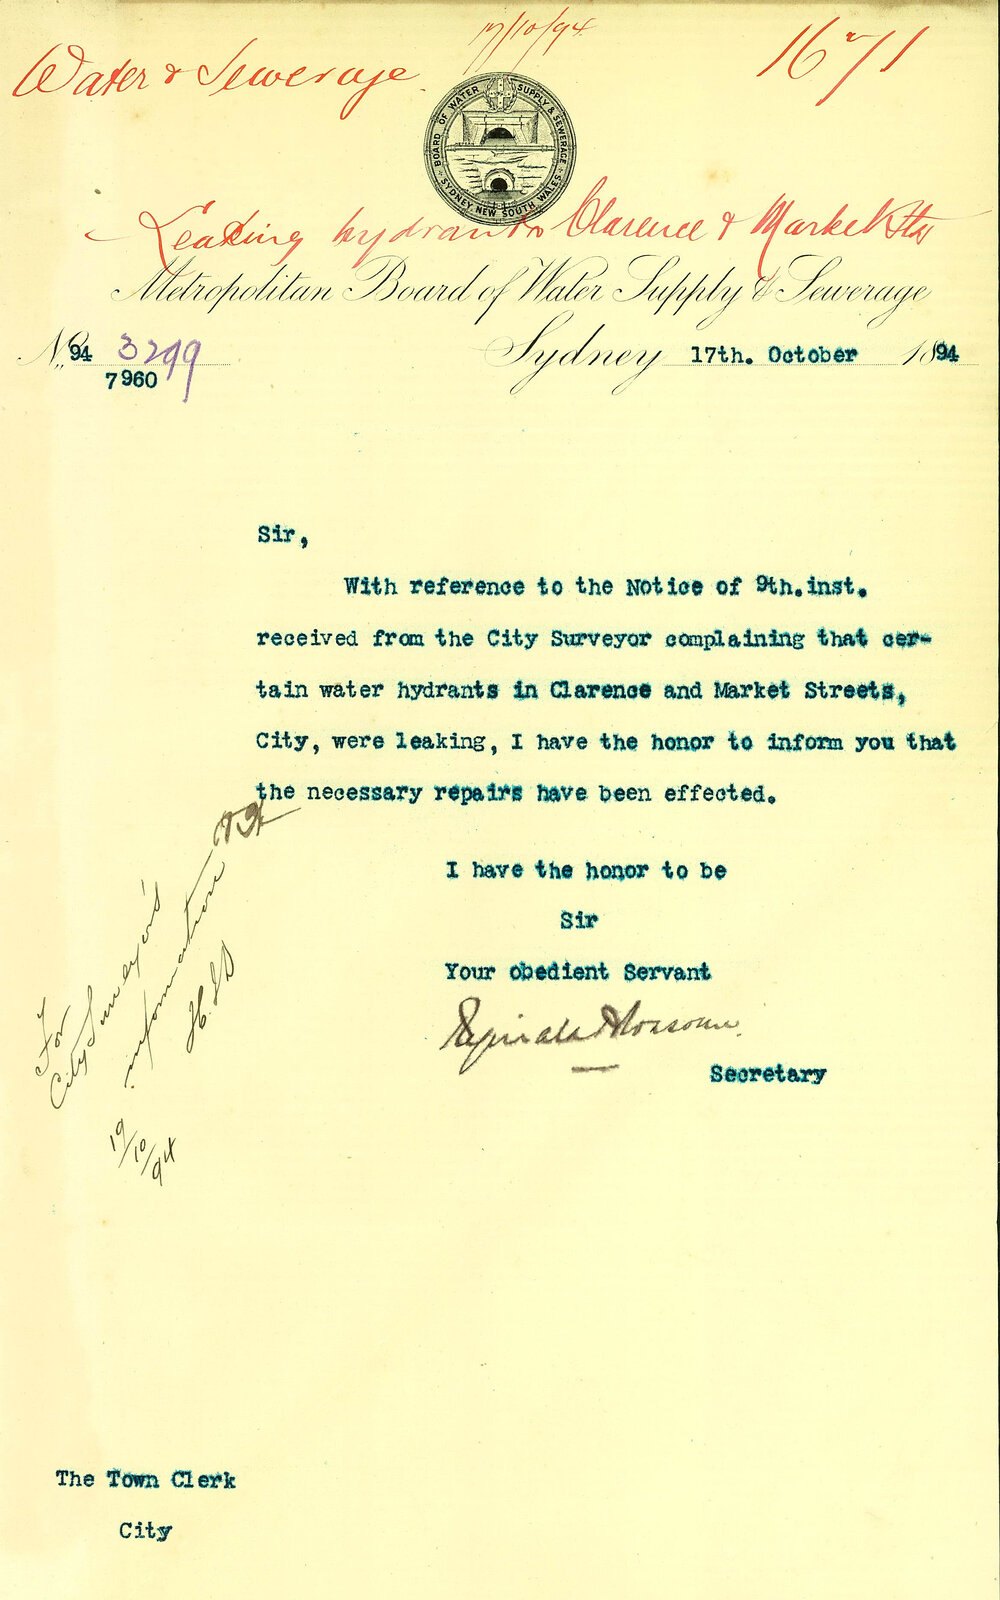 17/10/94
Water & Sewerage
1671
BOARD OF WATER SUPPLY & SEWERAGE
SYDNEY NEW SOUTH WALES
Leaking hydrants Clarence & Market Sts
Metropolitan Board of Water Supply & Sewerage
No. 94 3299
7960
Sydney 17th. October 1894
Sir,
With reference to the Notice of 9th.inst.
received from the City Surveyor complaining that cer-
tain water hydrants in Clarence and Market Streets,
City, were leaking, I have the honor to inform you that
the necessary repairs have been effected.
I have the honor to be
Sir
Your obedient Servant
Secretary
For
City Surveyor's
information
19/10/94
The Town Clerk
City